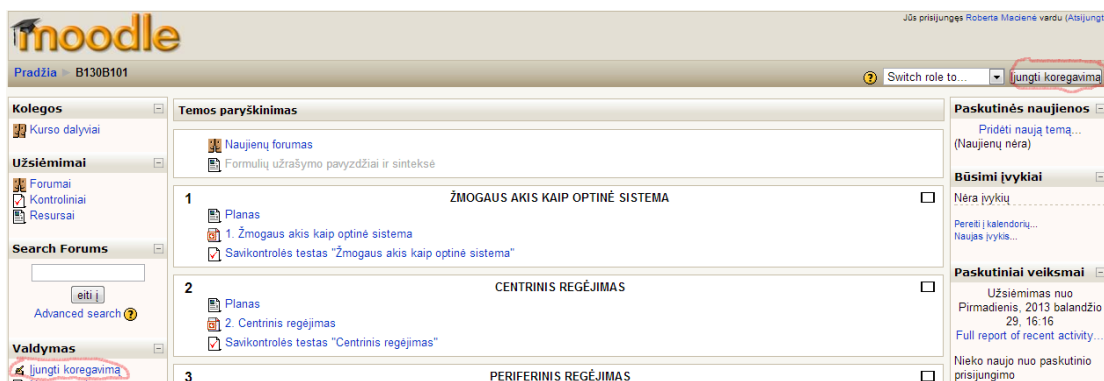 moodle
Jūs prisijungęs Roberta Macienė vardu (Atsijungt
Pradžia ► B130B101
Switch role to...
Įjungti koregavimą
Kolegos
Kurso dalyviai
Užsiėmimai
Forumai
Kontroliniai
Resursai
Search Forums
eiti į
Advanced search
Valdymas
Įjungti koregavimą
Temos paryškinimas
Naujienų forumas
Formulių užrašymo pavyzdžiai ir sinteksė
1 ŽMOGAUS AKIS KAIP OPTINĖ SISTEMA
Planas
1. Žmogaus akis kaip optinė sistema
Savikontrolės testas "Žmogaus akis kaip optinė sistema"
2 CENTRINIS REGĖJIMAS
Planas
2. Centrinis regėjimas
Savikontrolės testas "Centrinis regėjimas"
3 PERIFERINIS REGĖJIMAS
Paskutinės naujienos
Pridėti naują temą...
(Naujienų nėra)
Būsimi įvykiai
Nėra įvykių
Pereiti į kalendorių...
Naujas įvykis...
Paskutiniai veiksmai
Užsiėmimas nuo
Pirmadienis, 2013 balandžio
29, 16:16
Full report of recent activity...
Nieko naujo nuo paskutinio
prisijungimo